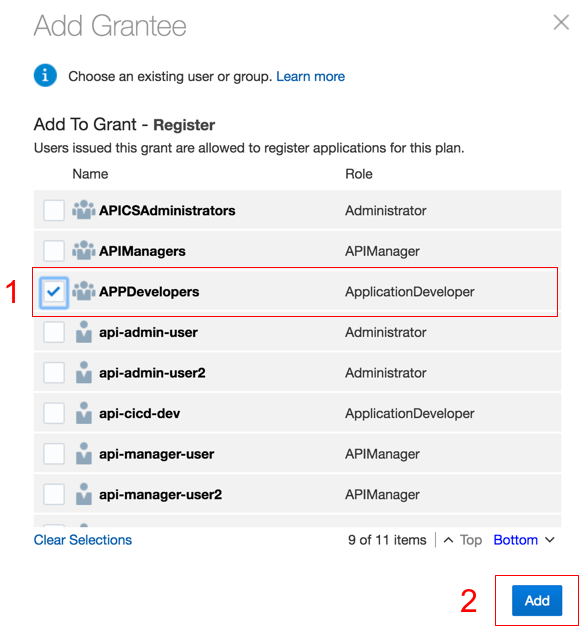 Add Grantee
Choose an existing user or group. Learn more
Add To Grant - Register
Users issued this grant are allowed to register applications for this plan.
Name Role
APICSAdministrators Administrator
APIManagers APIManager
1 APPDevelopers ApplicationDeveloper
api-admin-user Administrator
api-admin-user2 Administrator
api-cicd-dev ApplicationDeveloper
api-manager-user APIManager
api-manager-user2 APIManager
Clear Selections 9 of 11 items Top Bottom
2 Add